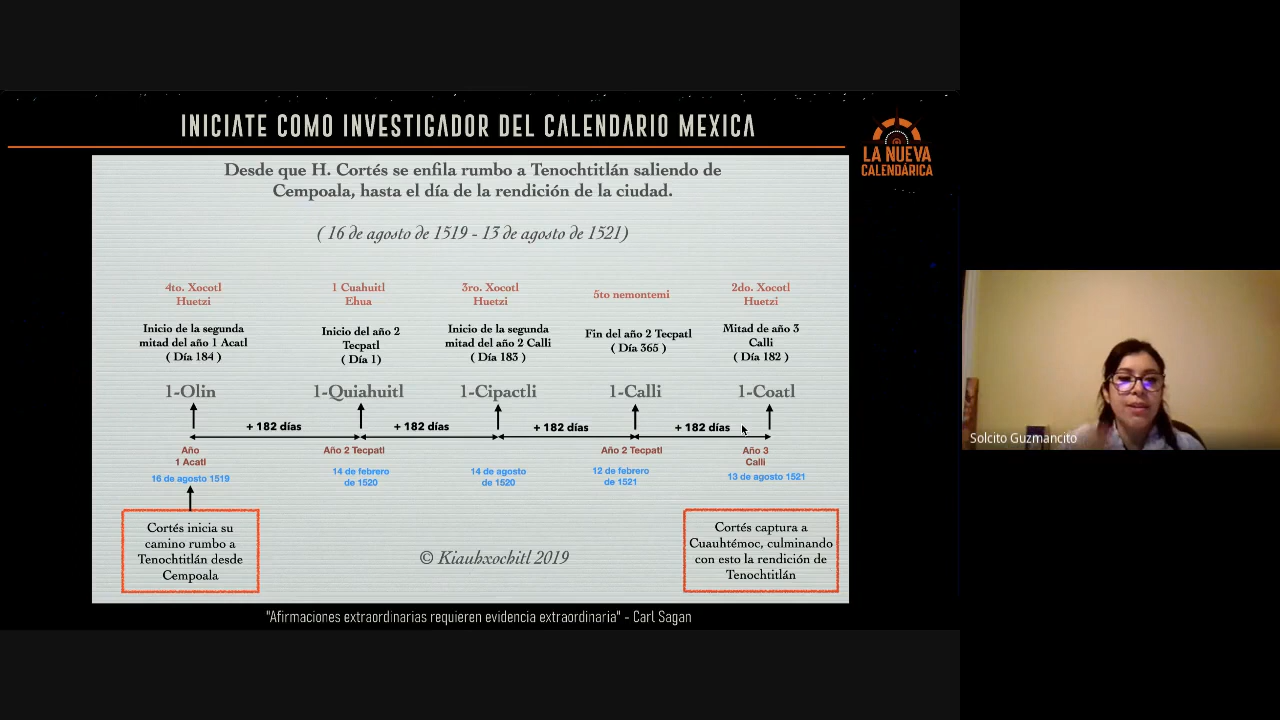 INICIATE COMO INVESTIGADOR DEL CALENDARIO MEXICA
LA NUEVA
CALENDÁRICA
Desde que H. Cortés se enfila rumbo a Tenochtitlán saliendo de
Cempoala, hasta el día de la rendición de la ciudad.
( 16 de agosto de 1519 - 13 de agosto de 1521)
4to. Xocotl
Huetzi
1 Cuahuitl
Ehua
3ro. Xocotl
Huetzi
5to nemontemi
2do. Xocotl
Huetzi
Inicio de la segunda
mitad del año 1 Acatl
( Día 184 )
Inicio del año 2
Tecpatl
( Día 1)
Inicio de la segunda
mitad del año 2 Calli
( Día 183 )
Fin del año 2 Tecpatl
( Día 365 )
Mitad de año 3
Calli
( Día 182 )
1-Olin
1-Quiahuitl
1-Cipactli
1-Calli
1-Coatl
+ 182 días
+ 182 días
+ 182 días
+ 182 días
Año
1 Acatl
Año 2 Tecpatl
Año 2 Tecpatl
Año 3
Calli
16 de agosto 1519
14 de febrero
de 1520
14 de agosto
de 1520
12 de febrero
de 1521
13 de agosto 1521
Cortés inicia su
camino rumbo a
Tenochtitlán desde
Cempoala
© Kiauhxochitl 2019
Cortés captura a
Cuauhtémoc, culminando
con esto la rendición de
Tenochtitlán
"Afirmaciones extraordinarias requieren evidencia extraordinaria" - Carl Sagan
Solcito Guzmancito